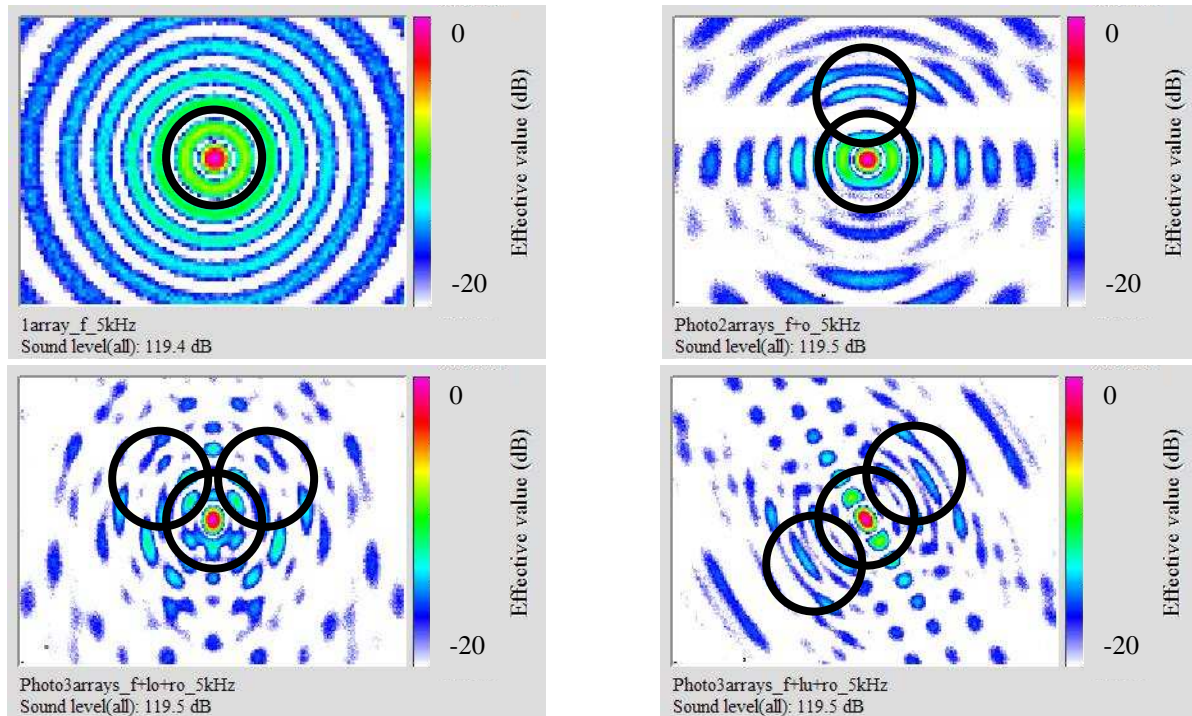 0
Effective value (dB)
-20
1array_f_5kHz
Sound level(all): 119.4 dB
0
Effective value (dB)
-20
Photo2arrays_f+o_5kHz
Sound level(all): 119.5 dB
0
Effective value (dB)
-20
Photo3arrays_f+lo+ro_5kHz
Sound level(all): 119.5 dB
0
Effective value (dB)
-20
Photo3arrays_f+lu+ro_5kHz
Sound level(all): 119.5 dB